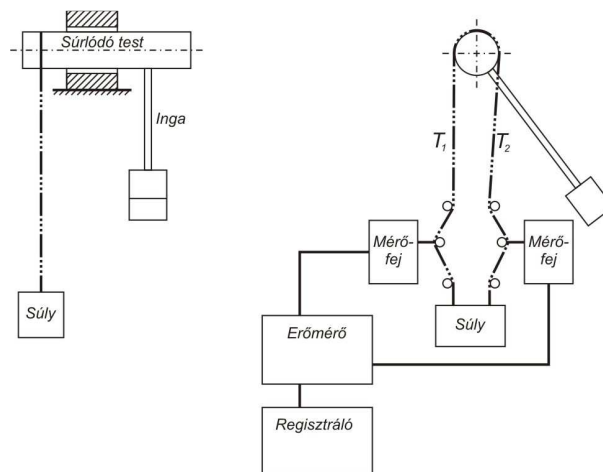 Súrlódó test
Inga
Súly
T1
T2
Mérő-
fej
Mérő-
fej
Súly
Erőmérő
Regisztráló